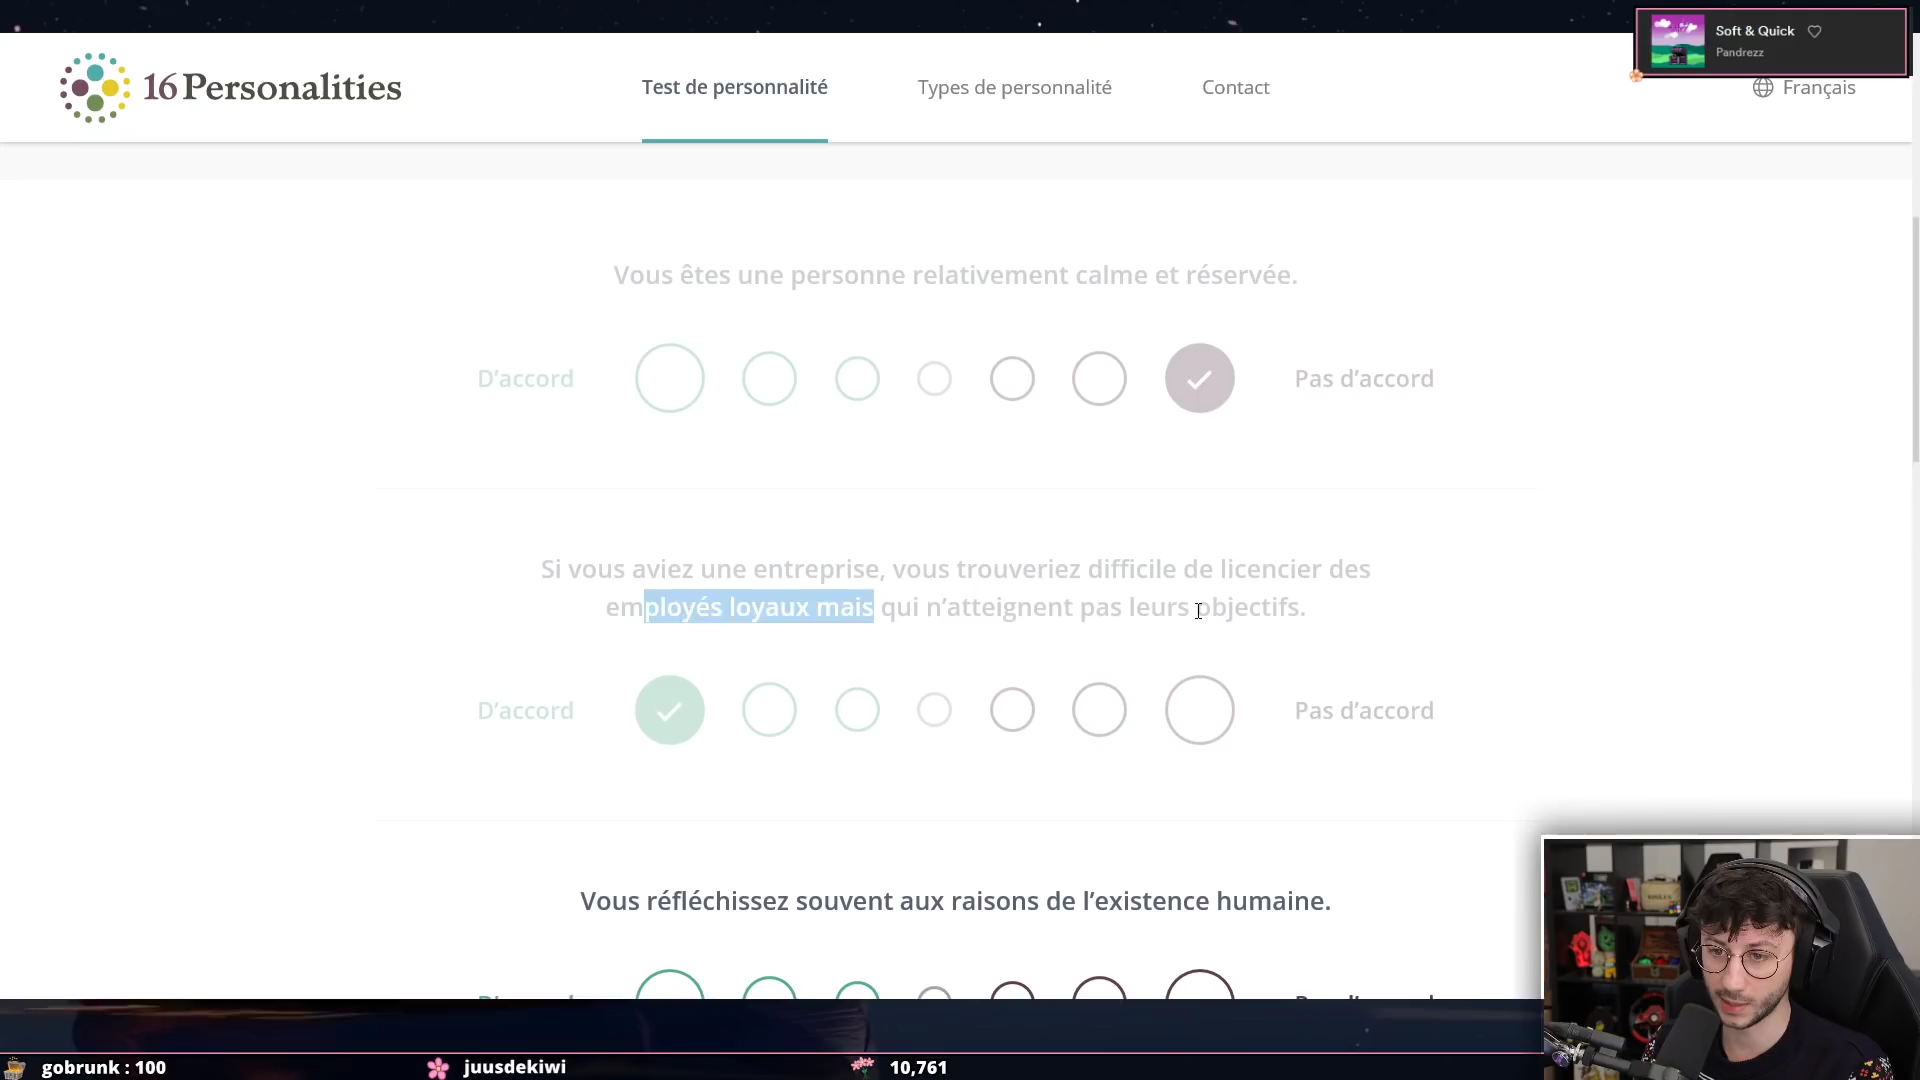 Soft & Quick
Pandrezz
16Personalities
Test de personnalité
Types de personnalité
Contact
Français
Vous êtes une personne relativement calme et réservée.
D’accord
Pas d’accord
Si vous aviez une entreprise, vous trouveriez difficile de licencier des
employés loyaux mais qui n’atteignent pas leurs objectifs.
D’accord
Pas d’accord
Vous réfléchissez souvent aux raisons de l’existence humaine.
gobrunk : 100
juusdekiwi
10,761